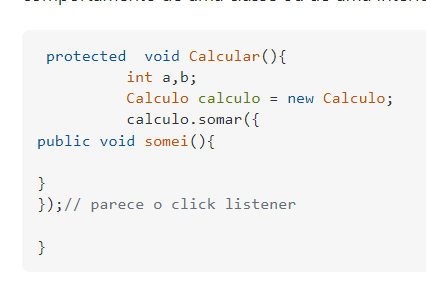 comportamento de uma classe ou de uma interf
protected  void Calcular(){
int a,b;
Calculo calculo = new Calculo;
calculo.somar({
public void somei(){
}
});// parece o click listener
}